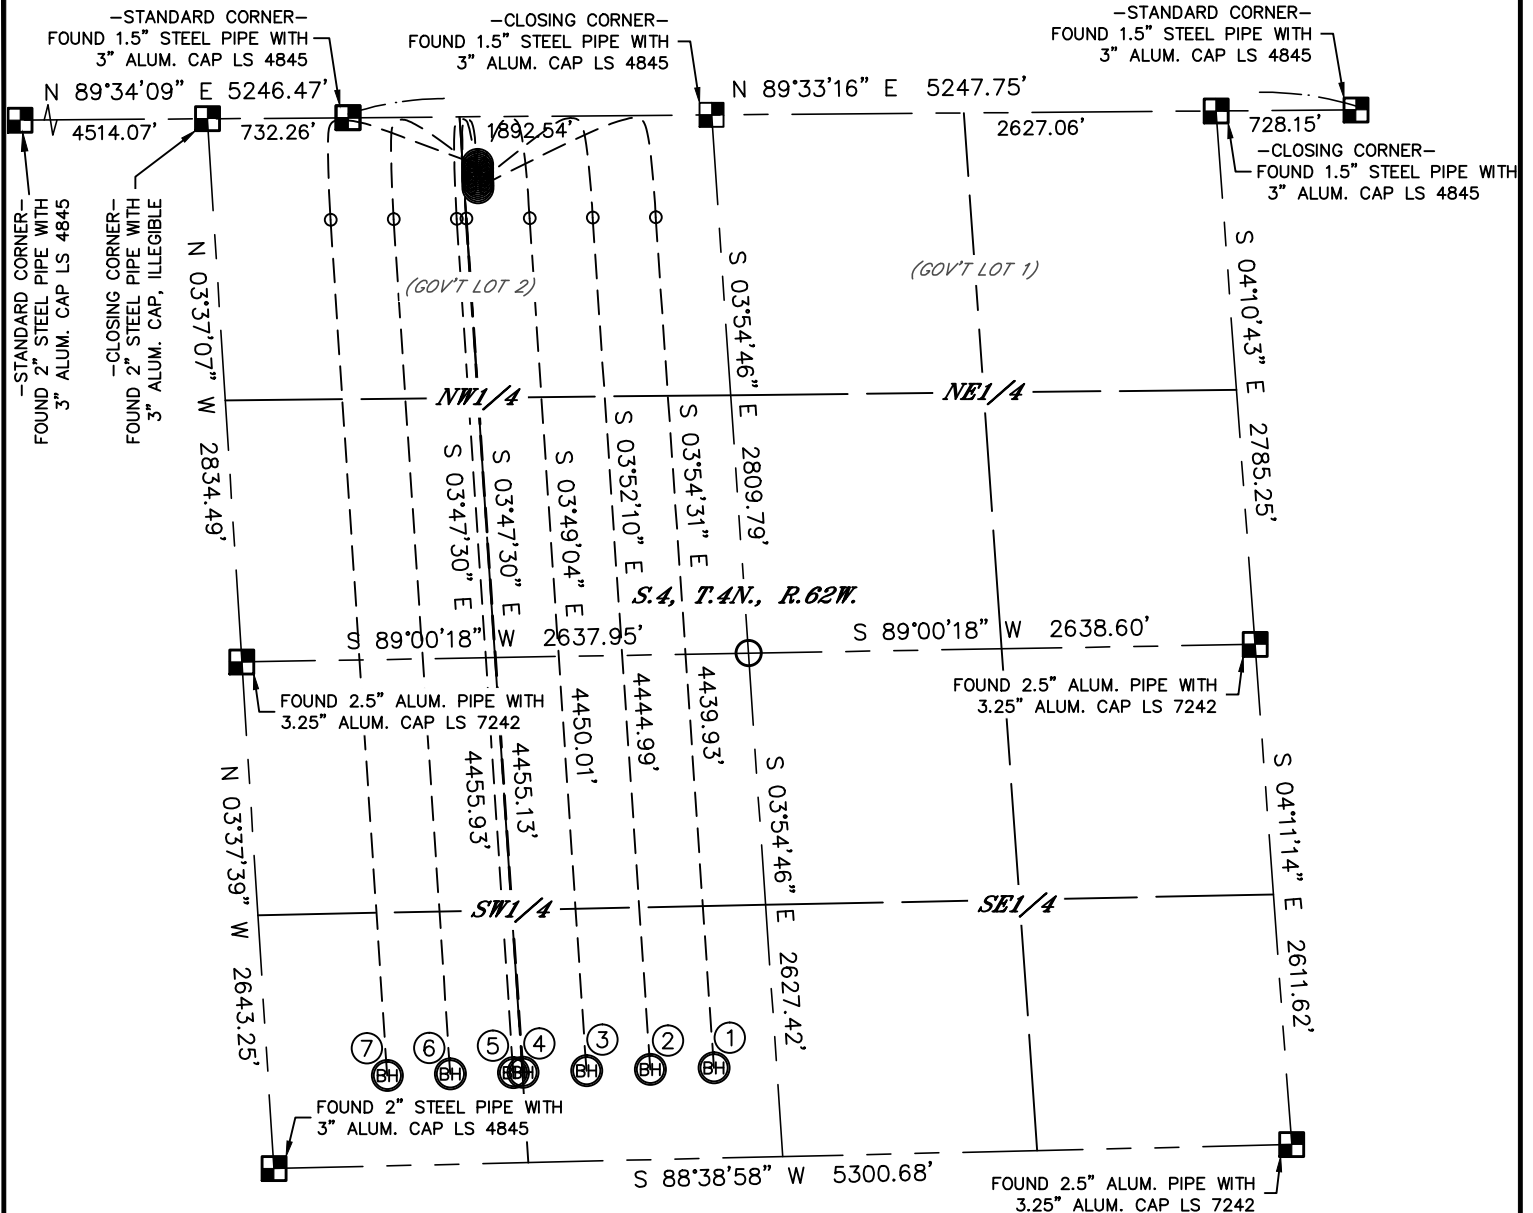 -STANDARD CORNER-
FOUND 1.5" STEEL PIPE WITH
3" ALUM. CAP LS 4845
-CLOSING CORNER-
FOUND 1.5" STEEL PIPE WITH
3" ALUM. CAP LS 4845
-STANDARD CORNER-
FOUND 1.5" STEEL PIPE WITH
3" ALUM. CAP LS 4845
N 89°34'09" E 5246.47'
N 89°33'16" E 5247.75'
4514.07'
732.26'
1892.54'
2627.06'
728.15'
-CLOSING CORNER-
FOUND 1.5" STEEL PIPE WITH
3" ALUM. CAP LS 4845
-STANDARD CORNER-
FOUND 2" STEEL PIPE WITH
3" ALUM. CAP LS 4845
-CLOSING CORNER-
FOUND 2" STEEL PIPE WITH
3" ALUM. CAP, ILLEGIBLE
N 03°37'07" W 2834.49'
(GOV'T LOT 2)
S 03°54'46" E 2809.79'
(GOV'T LOT 1)
S 04°10'43" E 2785.25'
NW1/4
NE1/4
S 03°47'30" E
S 03°47'30" E
S 03°49'04" E
S 03°52'10" E
S 03°54'31" E
S.4, T.4N., R.62W.
S 89°00'18" W 2637.95'
S 89°00'18" W 2638.60'
FOUND 2.5" ALUM. PIPE WITH
3.25" ALUM. CAP LS 7242
FOUND 2.5" ALUM. PIPE WITH
3.25" ALUM. CAP LS 7242
4455.93'
4455.13'
4450.01'
4444.99'
4439.93'
N 03°37'39" W 2643.25'
S 03°54'46" E 2627.42'
S 04°11'14" E 2611.62'
SW1/4
SE1/4
7
6
5
4
3
2
1
BH
BH
BH
BH
BH
BH
BH
FOUND 2" STEEL PIPE WITH
3" ALUM. CAP LS 4845
S 88°38'58" W 5300.68'
FOUND 2.5" ALUM. PIPE WITH
3.25" ALUM. CAP LS 7242